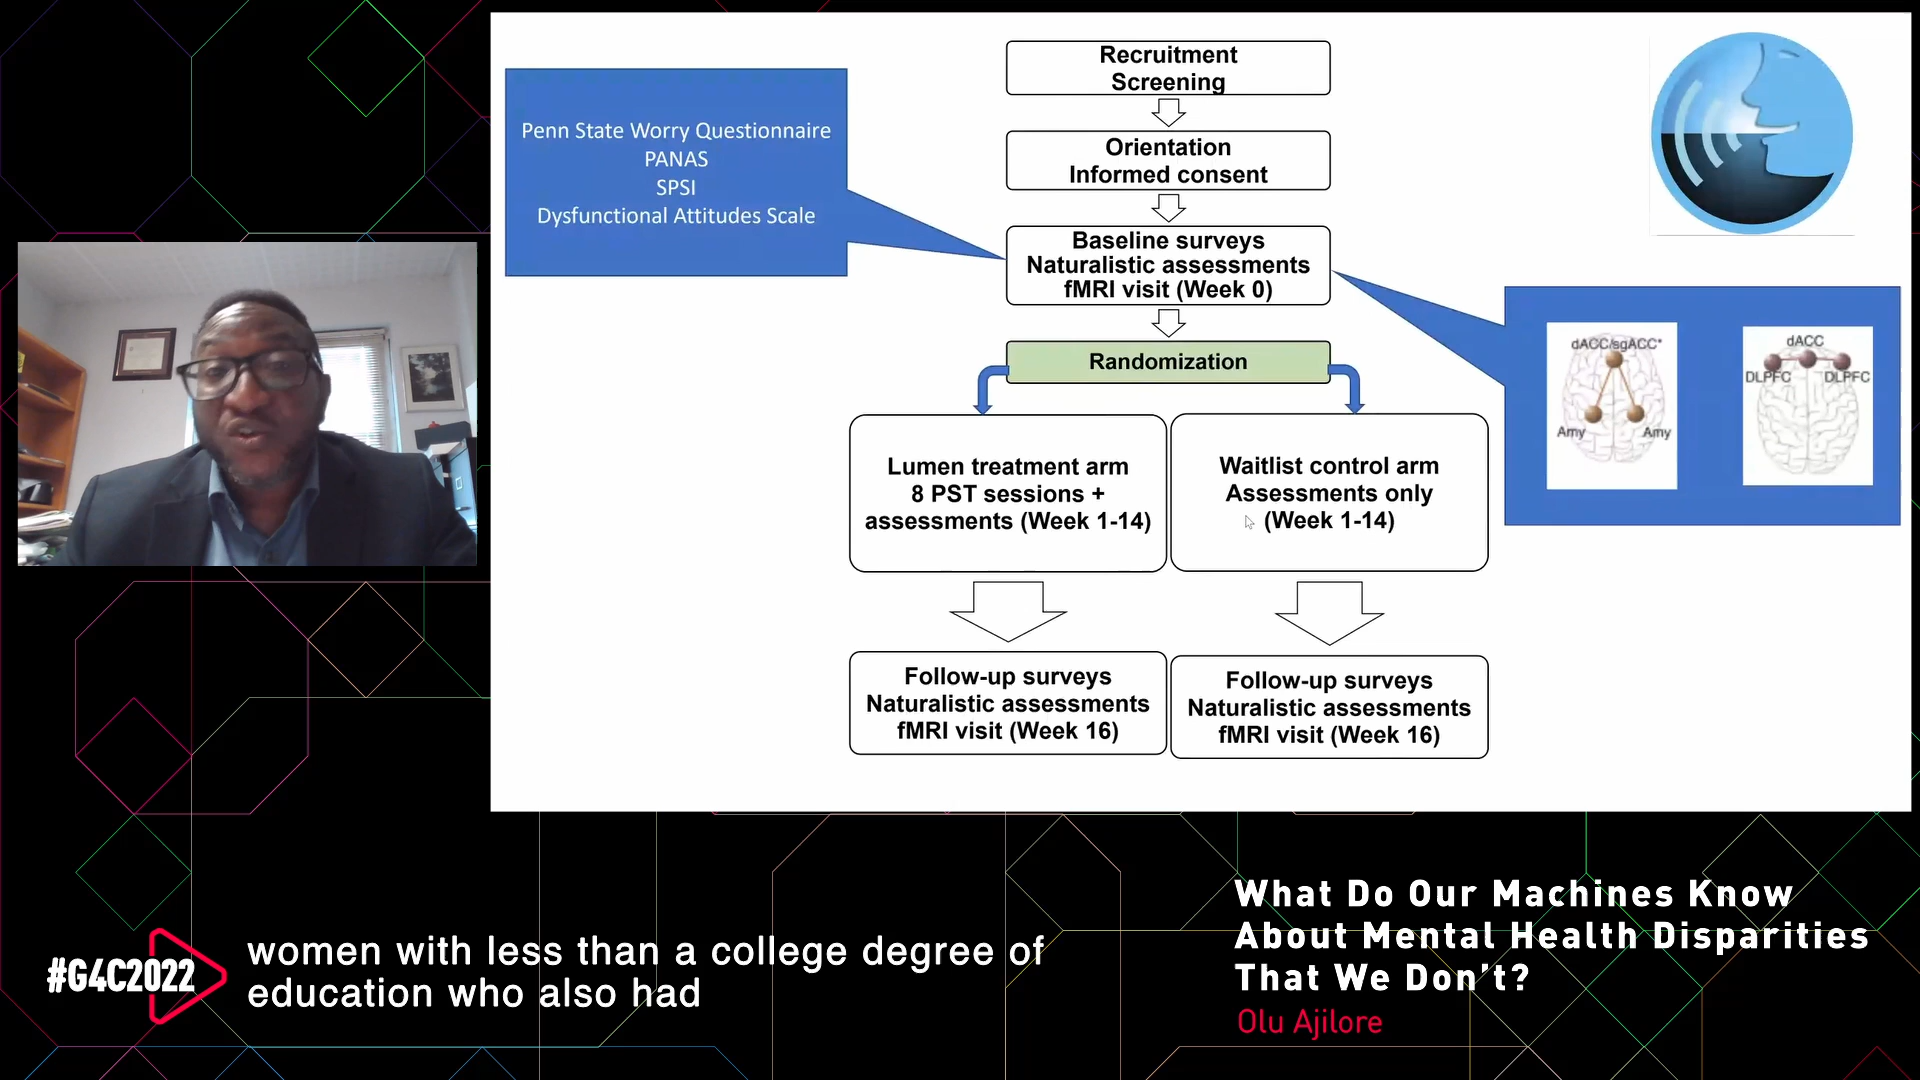 Recruitment
Screening
Penn State Worry Questionnaire
PANAS
SPSI
Dysfunctional Attitudes Scale
Orientation
Informed consent
Baseline surveys
Naturalistic assessments
fMRI visit (Week 0)
Randomization
dACC/sgACC*
Amy Amy
dACC
DLPFC DLPFC
Lumen treatment arm
8 PST sessions +
assessments (Week 1-14)
Waitlist control arm
Assessments only
(Week 1-14)
Follow-up surveys
Naturalistic assessments
fMRI visit (Week 16)
Follow-up surveys
Naturalistic assessments
fMRI visit (Week 16)
#G4C2022
women with less than a college degree of
education who also had
What Do Our Machines Know
About Mental Health Disparities
That We Don't?
Olu Ajilore